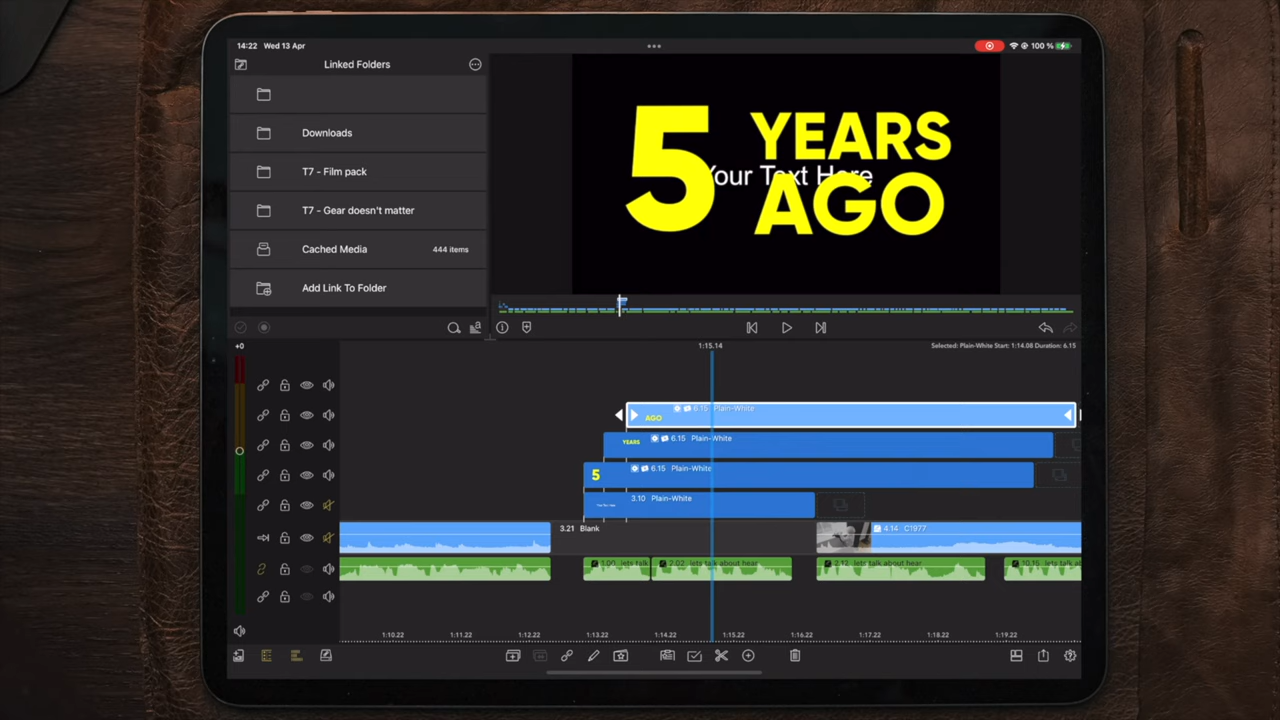 14:22 Wed 13 Apr
100 %
Linked Folders
Downloads
T7 - Film pack
T7 - Gear doesn't matter
Cached Media 444 items
Add Link To Folder
5 YEARS AGO
Your Text Here
+0
1:15.14
Selected: Plain-White Start: 1:14.08 Duration: 6.15
AGO 6.15 Plain-White
YEARS 6.15 Plain-White
5 6.15 Plain-White
Your Text Here 3.10 Plain-White
3.21 Blank
4.14 C1977
1.00 lets talk
2.02 lets talk about hear
2.12 lets talk about hear
10.15 lets talk ab
1:10.22 1:11.22 1:12.22 1:13.22 1:14.22 1:15.22 1:16.22 1:17.22 1:18.22 1:19.22